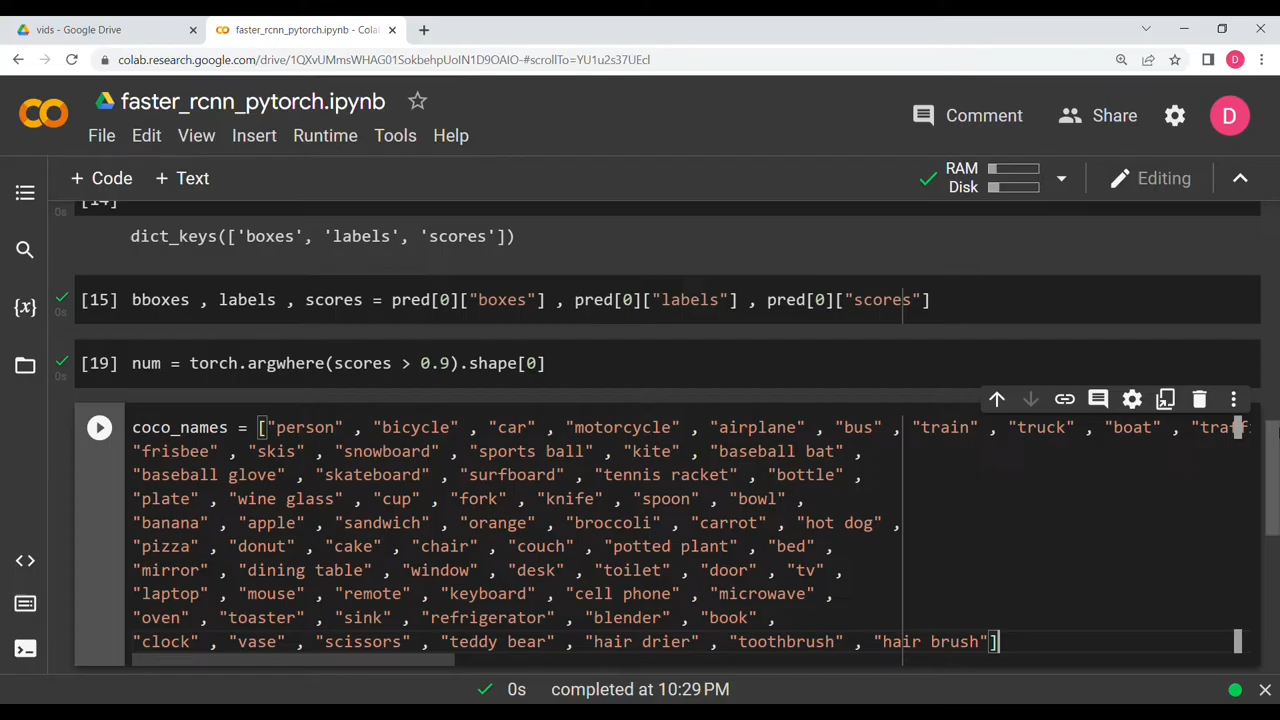 vids - Google Drive
faster_rcnn_pytorch.ipynb - Colab
colab.research.google.com/drive/1QXvUMmsWHAG01SokbehpUoIN1D9OAIO-#scrollTo=YU1u2s37UEcl
D
faster_rcnn_pytorch.ipynb
Comment
Share
D
File Edit View Insert Runtime Tools Help
+ Code + Text
RAM
Disk
Editing
[14]
0s
dict_keys(['boxes', 'labels', 'scores'])
[15] bboxes , labels , scores = pred[0]["boxes"] , pred[0]["labels"] , pred[0]["scores"]
0s
[19] num = torch.argwhere(scores > 0.9).shape[0]
0s
coco_names = ["person" , "bicycle" , "car" , "motorcycle" , "airplane" , "bus" , "train" , "truck" , "boat" ,
"frisbee" , "skis" , "snowboard" , "sports ball" , "kite" , "baseball bat" ,
"baseball glove" , "skateboard" , "surfboard" , "tennis racket" , "bottle" ,
"plate" , "wine glass" , "cup" , "fork" , "knife" , "spoon" , "bowl" ,
"banana" , "apple" , "sandwich" , "orange" , "broccoli" , "carrot" , "hot dog" ,
"pizza" , "donut" , "cake" , "chair" , "couch" , "potted plant" , "bed" ,
"mirror" , "dining table" , "window" , "desk" , "toilet" , "door" , "tv" ,
"laptop" , "mouse" , "remote" , "keyboard" , "cell phone" , "microwave" ,
"oven" , "toaster" , "sink" , "refrigerator" , "blender" , "book" ,
"clock" , "vase" , "scissors" , "teddy bear" , "hair drier" , "toothbrush" , "hair brush"]
0s completed at 10:29 PM